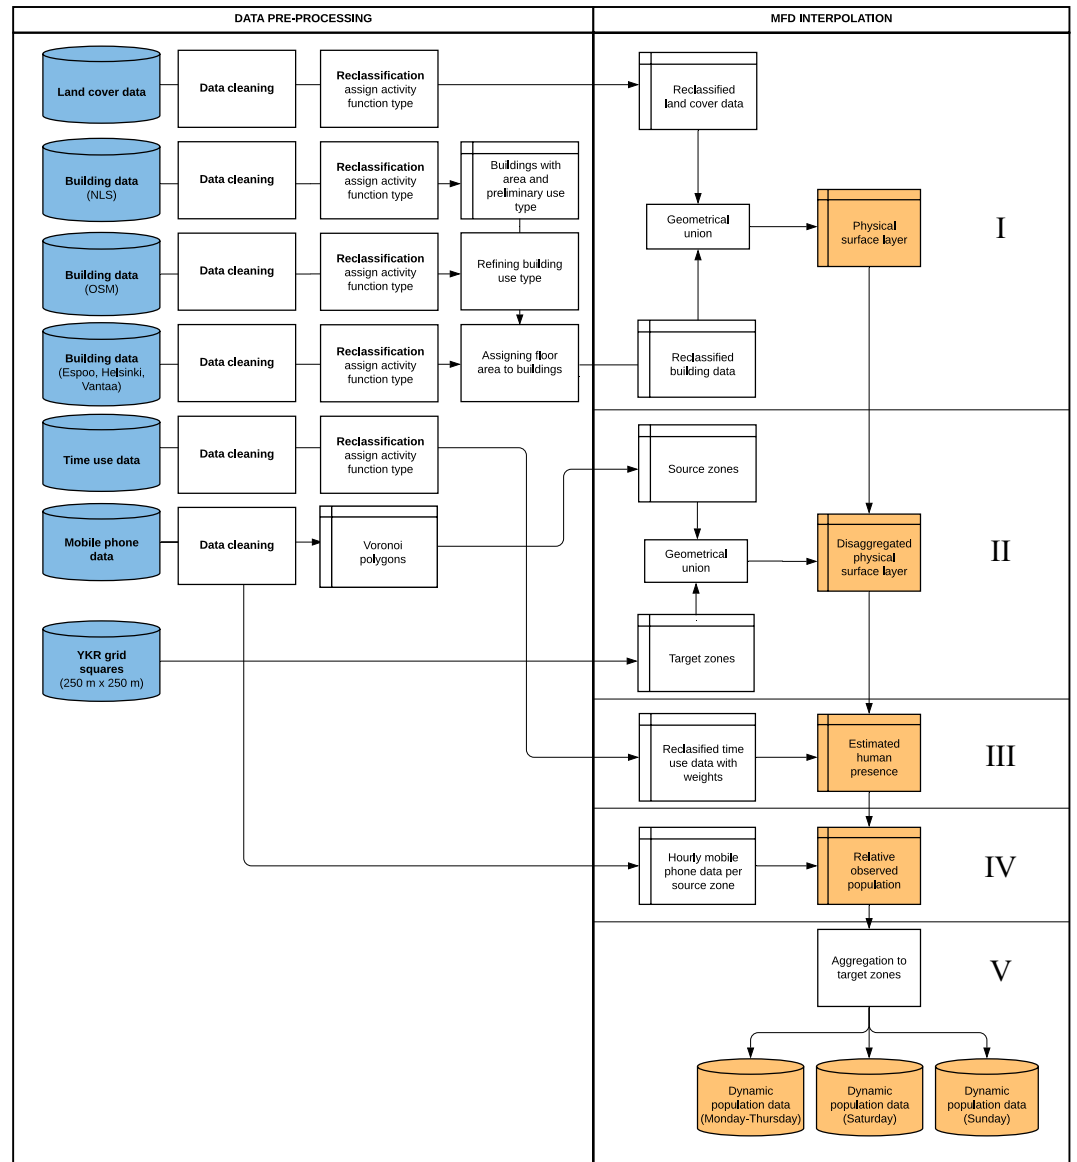 DATA PRE-PROCESSING
MFD INTERPOLATION
Land cover data
Data cleaning
Reclassification
assign activity
function type
Reclassified
land cover data
Building data
(NLS)
Data cleaning
Reclassification
assign activity
function type
Buildings with
area and
preliminary use
type
Geometrical
union
Physical
surface layer
I
Building data
(OSM)
Data cleaning
Reclassification
assign activity
function type
Refining building
use type
Building data
(Espoo, Helsinki,
Vantaa)
Data cleaning
Reclassification
assign activity
function type
Assigning floor
area to buildings
Reclassified
building data
Time use data
Data cleaning
Reclassification
assign activity
function type
Source zones
Mobile phone
data
Data cleaning
Voronoi
polygons
Geometrical
union
Disaggregated
physical
surface layer
II
YKR grid
squares
(250 m x 250 m)
Target zones
Reclasified time
use data with
weights
Estimated
human
presence
III
Hourly mobile
phone data per
source zone
Relative
observed
population
IV
Aggregation to
target zones
V
Dynamic
population data
(Monday-Thursday)
Dynamic
population data
(Saturday)
Dynamic
population data
(Sunday)